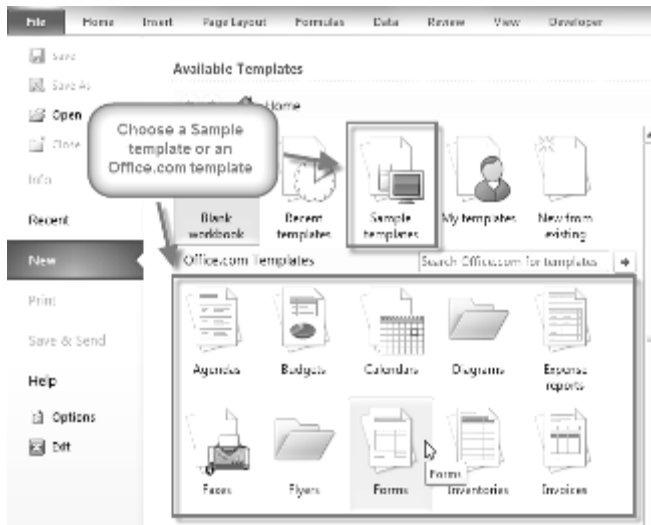 File Home Insert Page Layout Formulas Data Review View Developer
Save
Save As
Open
Close
Info
Recent
New
Print
Save & Send
Help
Options
Exit
Available Templates
Home
Choose a Sample
template or an
Office.com template
Blank
workbook
Recent
templates
Sample
templates
My templates
New from
existing
Office.com Templates
Search Office.com for templates
Agendas
Budgets
Calendars
Diagrams
Expense
reports
Faxes
Flyers
Forms
Forms
Inventories
Invoices